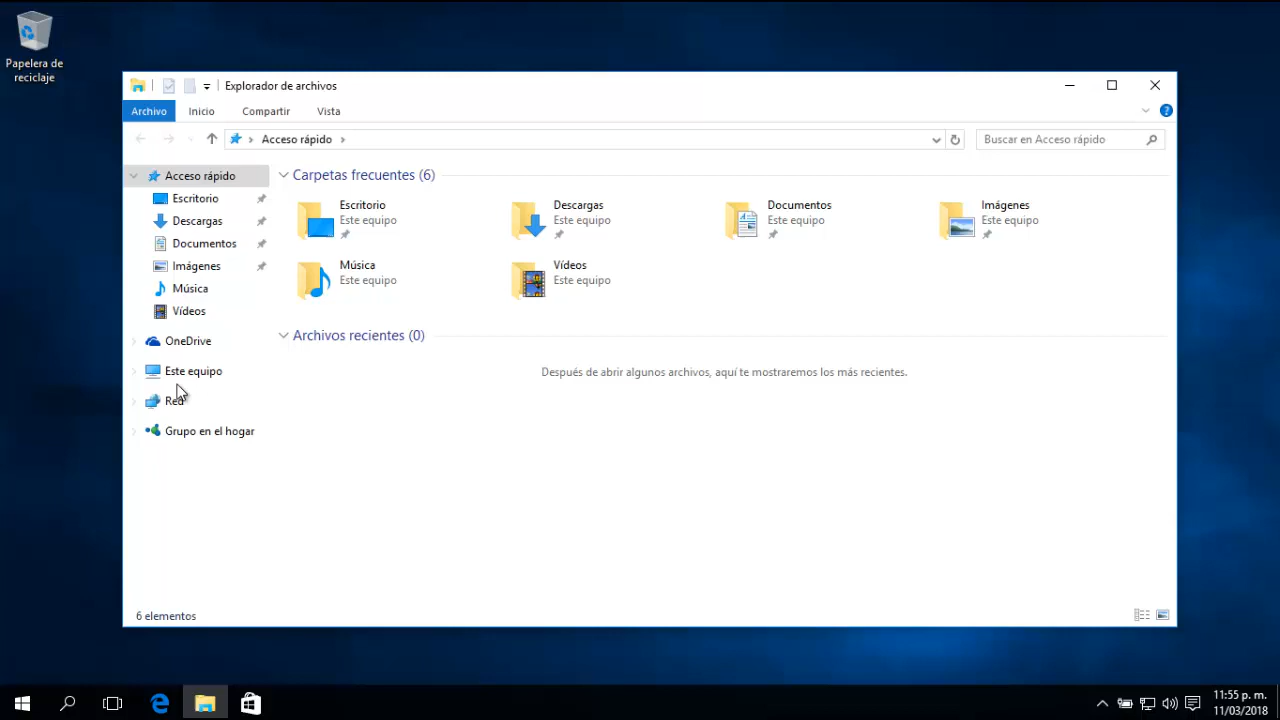 Papelera de
reciclaje
Explorador de archivos
Archivo
Inicio
Compartir
Vista
?
Acceso rápido
Buscar en Acceso rápido
Acceso rápido
Escritorio
Descargas
Documentos
Imágenes
Música
Vídeos
OneDrive
Este equipo
Red
Grupo en el hogar
Carpetas frecuentes (6)
Escritorio
Este equipo
Descargas
Este equipo
Documentos
Este equipo
Imágenes
Este equipo
Música
Este equipo
Vídeos
Este equipo
Archivos recientes (0)
Después de abrir algunos archivos, aquí te mostraremos los más recientes.
6 elementos
11:55 p. m.
11/03/2018